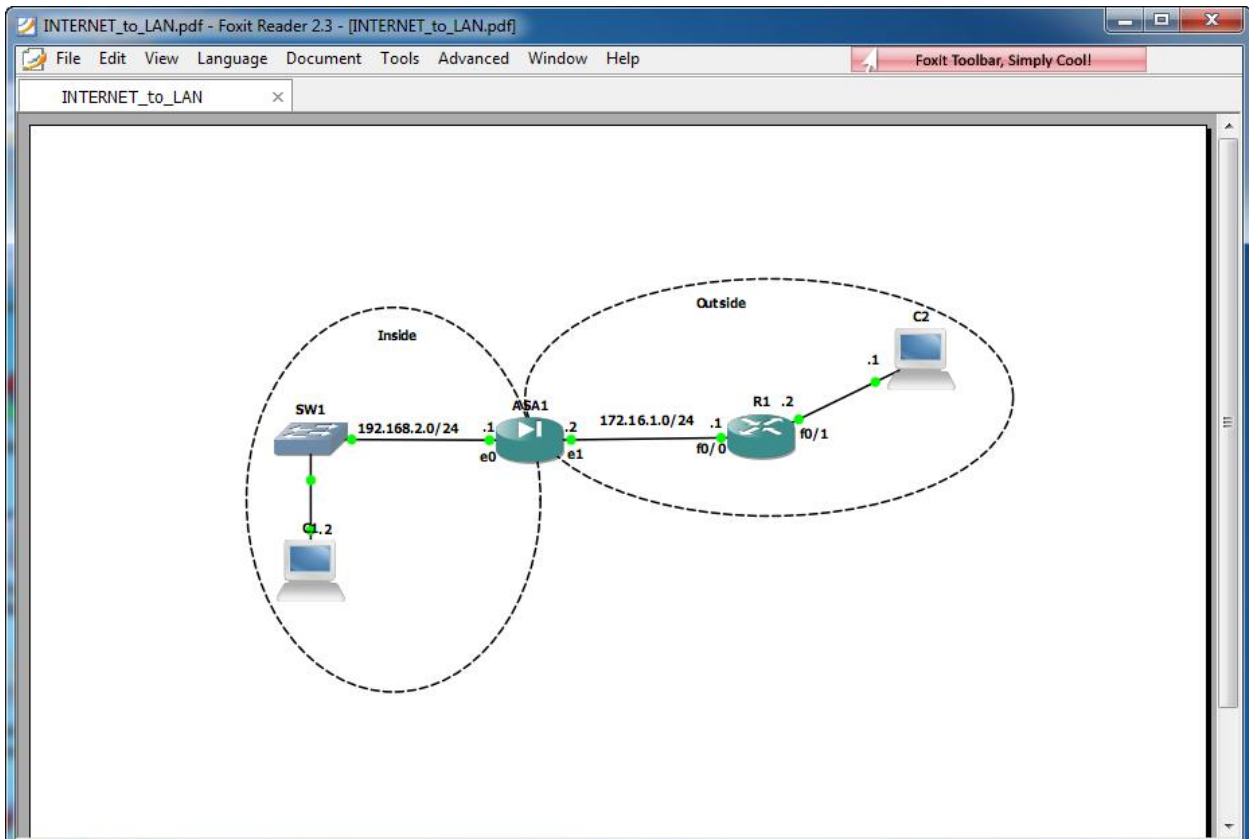 INTERNET_to_LAN.pdf - Foxit Reader 2.3 - [INTERNET_to_LAN.pdf]
File Edit View Language Document Tools Advanced Window Help
Foxit Toolbar, Simply Cool!
INTERNET_to_LAN
Outside
C2
Inside
.1
R1 .2
SW1
ASA1
192.168.2.0/24 .1
.2 172.16.1.0/24 .1
e0
e1
f0/0
f0/1
C1.2